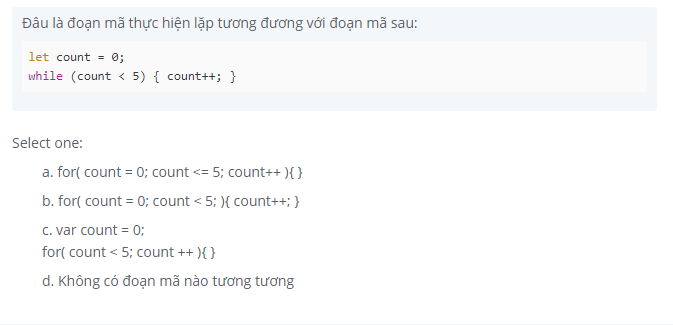 Đâu là đoạn mã thực hiện lặp tương đương với đoạn mã sau:
let count = 0;
while (count < 5) { count++; }
Select one:
a. for( count = 0; count <= 5; count++ ){ }
b. for( count = 0; count < 5; ){ count++; }
c. var count = 0;
for( count < 5; count ++ ){ }
d. Không có đoạn mã nào tương tương